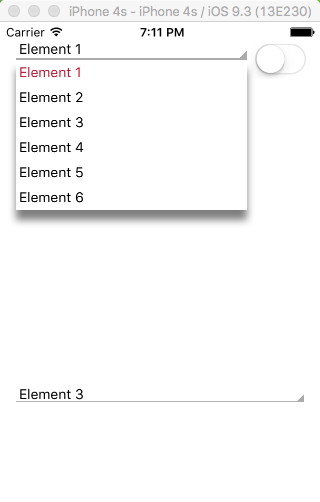 iPhone 4s - iPhone 4s / iOS 9.3 (13E230)
Carrier 7:11 PM
Element 1
Element 1
Element 2
Element 3
Element 4
Element 5
Element 6
Element 3